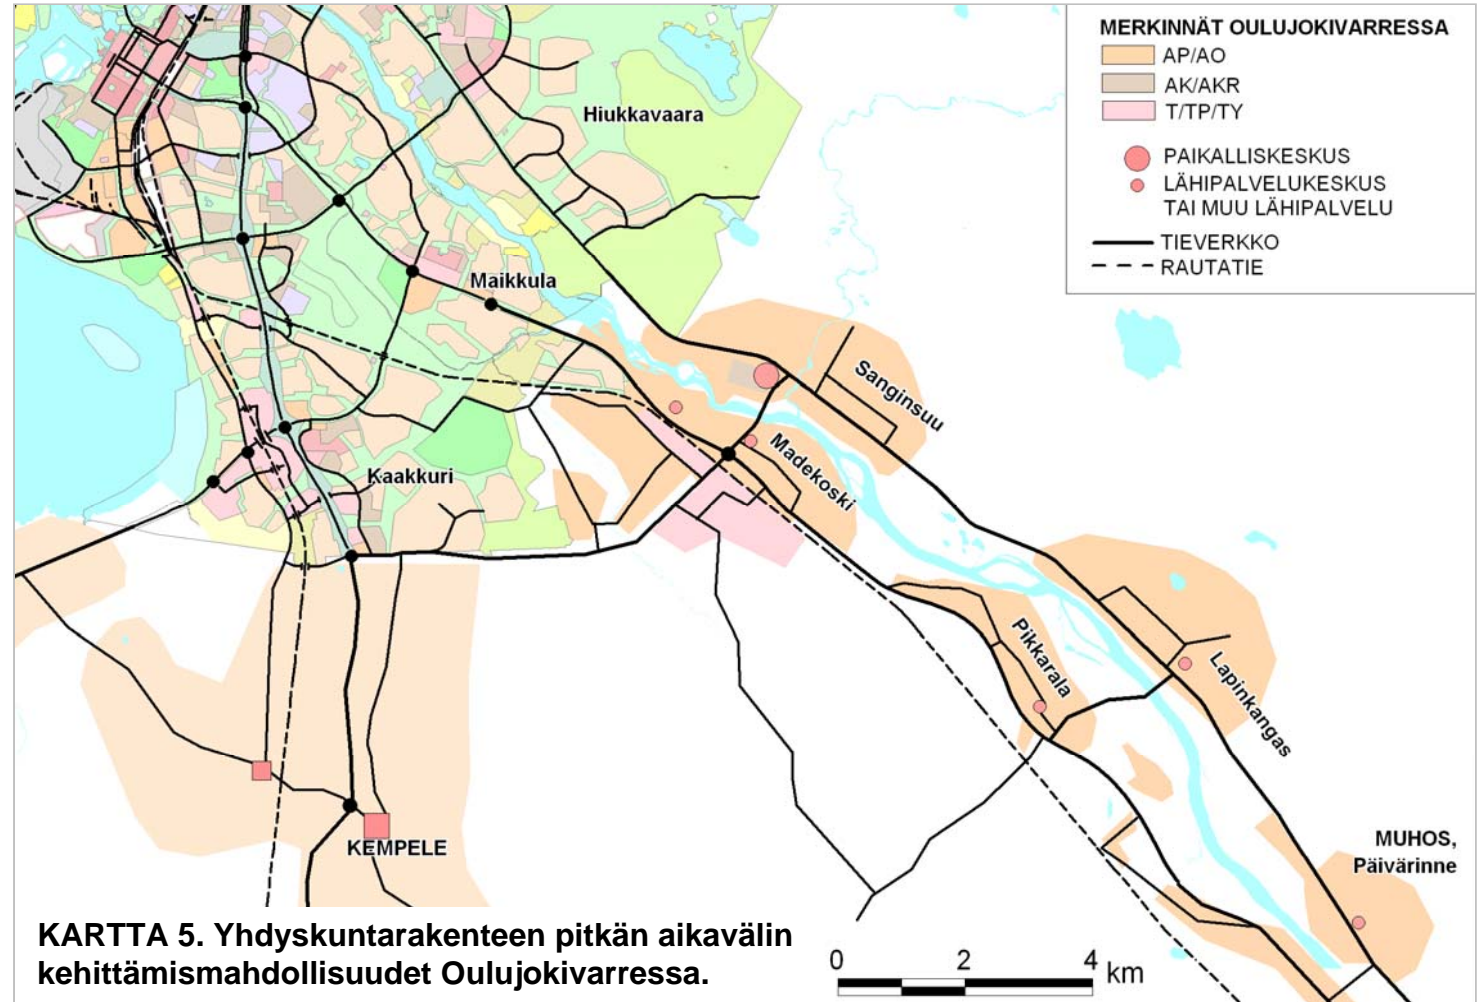 MERKINNÄT OULUJOKIVARRESSA
AP/AO
AK/AKR
T/TP/TY
PAIKALLISKESKUS
LÄHIPALVELUKESKUS
TAI MUU LÄHIPALVELU
TIEVERKKO
RAUTATIE
Hiukkavaara
Maikkula
Sanginsuu
Madekoski
Kaakkuri
Pikkarala
Lapinkangas
KEMPELE
MUHOS,
Päivärinne
KARTTA 5. Yhdyskuntarakenteen pitkän aikavälin
kehittämismahdollisuudet Oulujokivarressa.
0 2 4 km